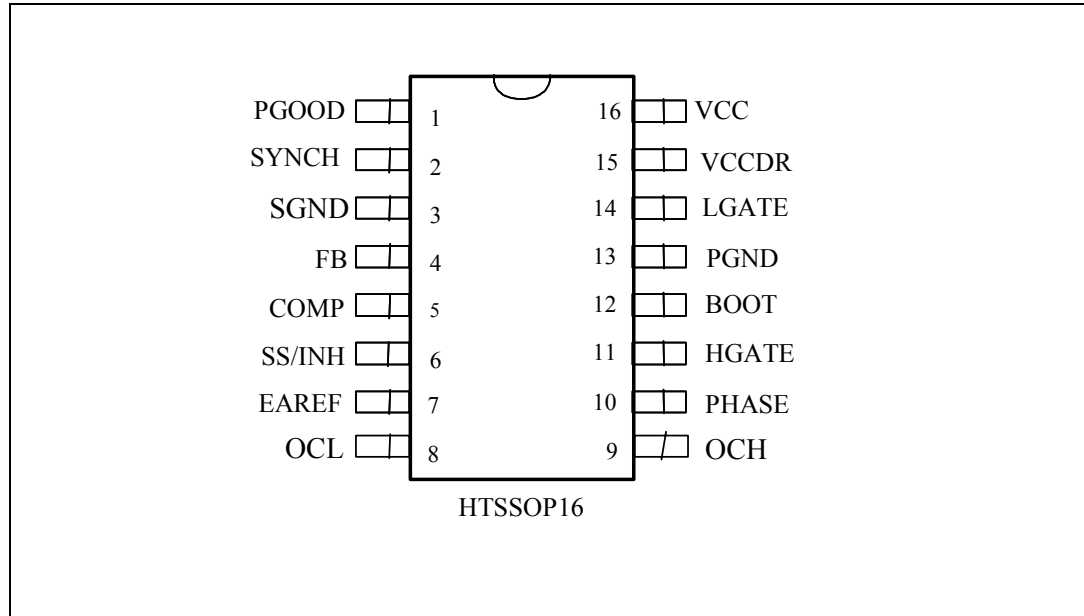 PGOOD 1 16 VCC
SYNCH 2 15 VCCDR
SGND 3 14 LGATE
FB 4 13 PGND
COMP 5 12 BOOT
SS/INH 6 11 HGATE
EAREF 7 10 PHASE
OCL 8 9 OCH
HTSSOP16